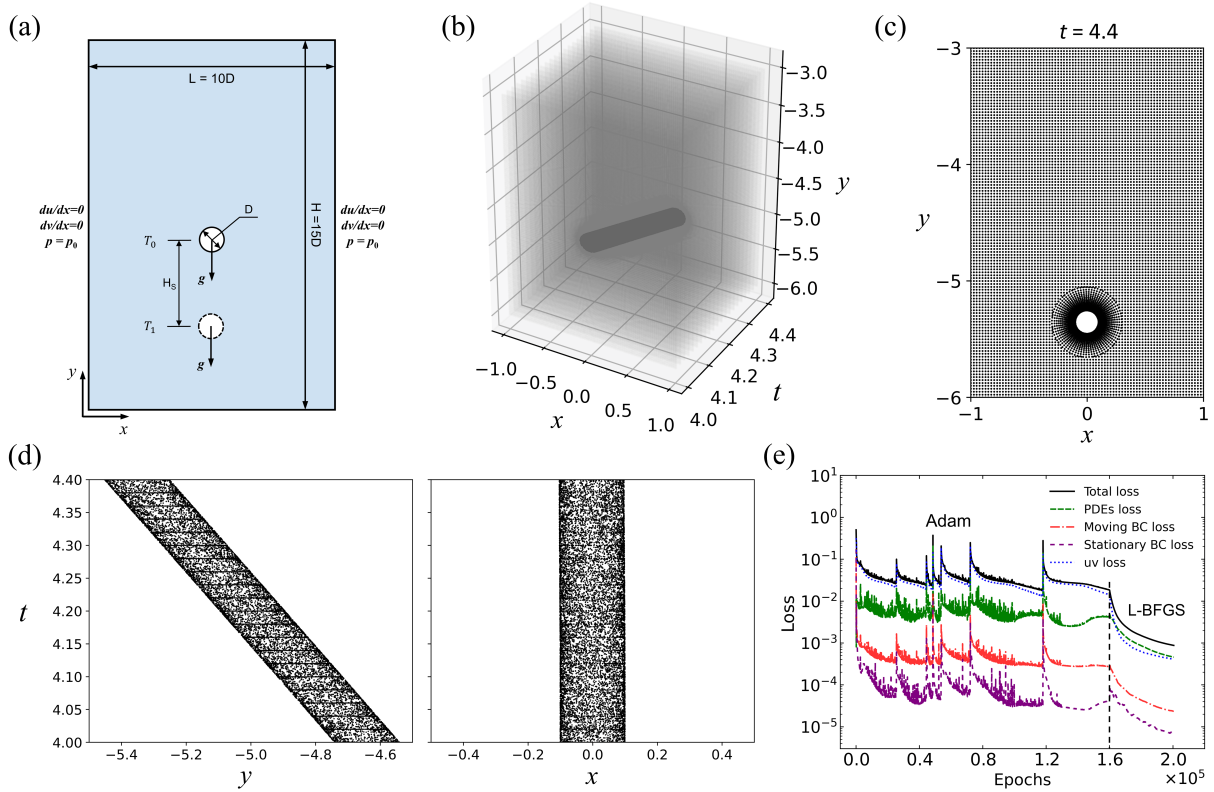 (a)
L = 10D
H =15D
du/dx=0
dv/dx=0
p = p₀
du/dx=0
dv/dx=0
p = p₀
D
T₀
g
Hₛ
T₁
g
y
x
(b)
−3.0
−3.5
−4.0
−4.5
−5.0
−5.5
−6.0
y
4.4
4.3
4.2
4.1
4.0
t
−1.0
−0.5
0.0
0.5
1.0
x
(c)
t = 4.4
−3
−4
−5
−6
y
−1
0
1
x
(d)
4.40
4.35
4.30
4.25
4.20
4.15
4.10
4.05
4.00
t
−5.4
−5.2
−5.0
−4.8
−4.6
y
−0.4
−0.2
0.0
0.2
0.4
x
(e)
10¹
10⁰
10⁻¹
10⁻²
10⁻³
10⁻⁴
10⁻⁵
Loss
Adam
Total loss
PDEs loss
Moving BC loss
Stationary BC loss
uv loss
L-BFGS
0.0
0.4
0.8
1.2
1.6
2.0
×10⁵
Epochs